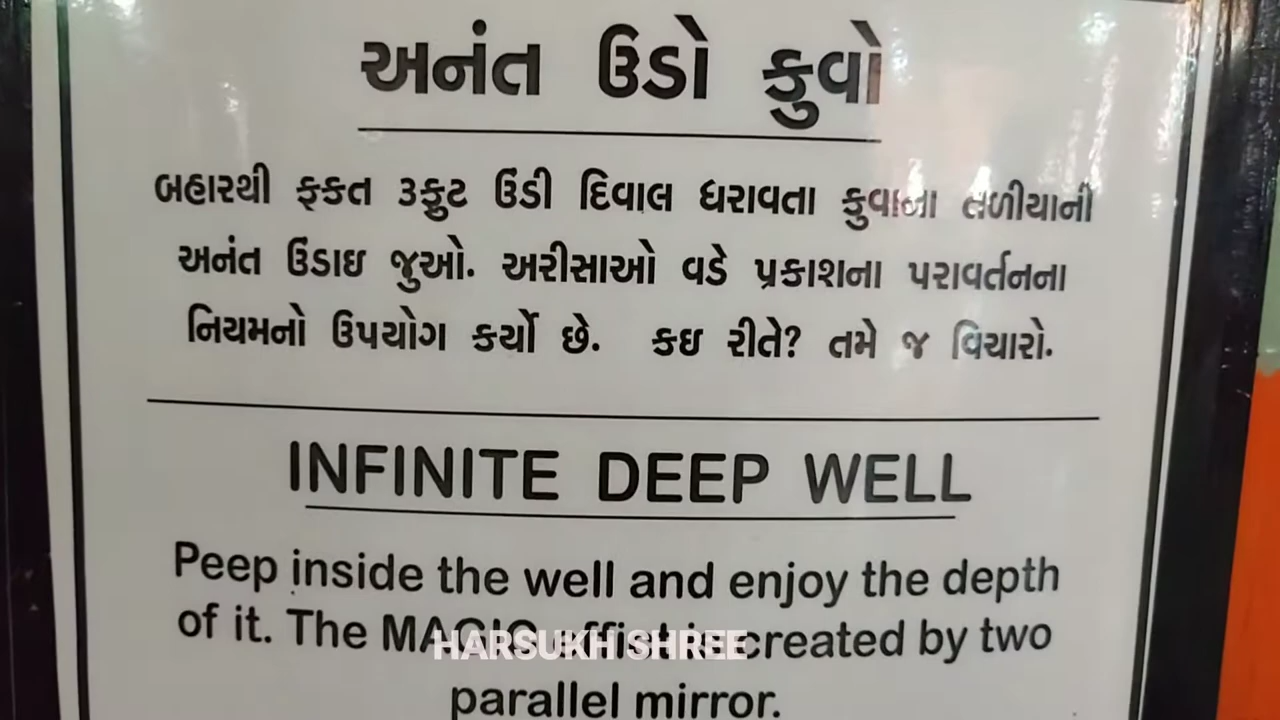 અનંત ઉંડો કુવો
બહારથી ફકત ૩ફુટ ઉંડી દિવાલ ધરાવતા કુવાના તળીયાની
અનંત ઉંડાઇ જુઓ. અરીસાઓ વડે પ્રકાશના પરાવર્તનના
નિયમનો ઉપયોગ કર્યો છે. કઇ રીતે? તમે જ વિચારો.
INFINITE DEEP WELL
Peep inside the well and enjoy the depth
of it. The MAGIC effist is created by two
HARSUKH SHREE
parallel mirror.